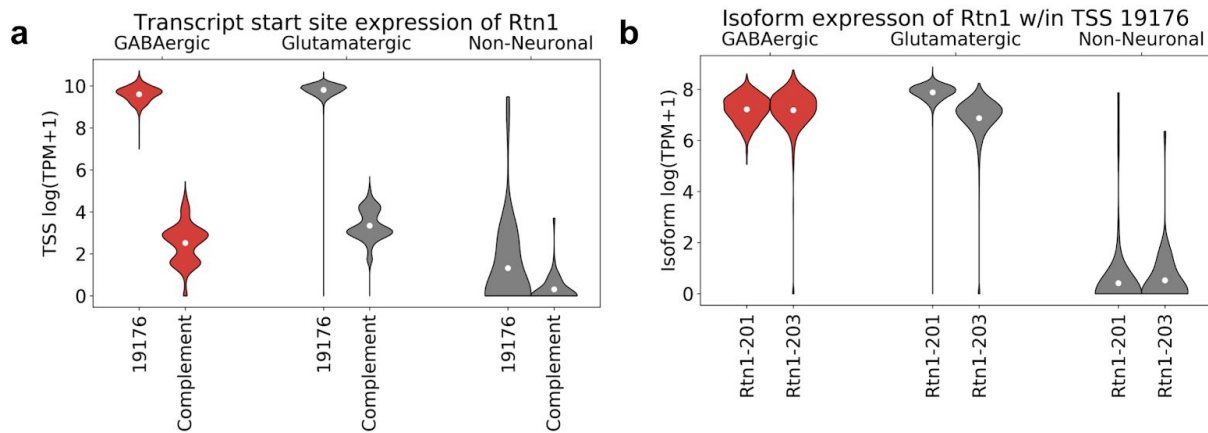 a
Transcript start site expression of Rtn1
GABAergic
Glutamatergic
Non-Neuronal
TSS log(TPM+1)
10
8
6
4
2
0
19176
Complement
19176
Complement
19176
Complement
b
Isoform expresson of Rtn1 w/in TSS 19176
GABAergic
Glutamatergic
Non-Neuronal
Isoform log(TPM+1)
8
6
4
2
0
Rtn1-201
Rtn1-203
Rtn1-201
Rtn1-203
Rtn1-201
Rtn1-203